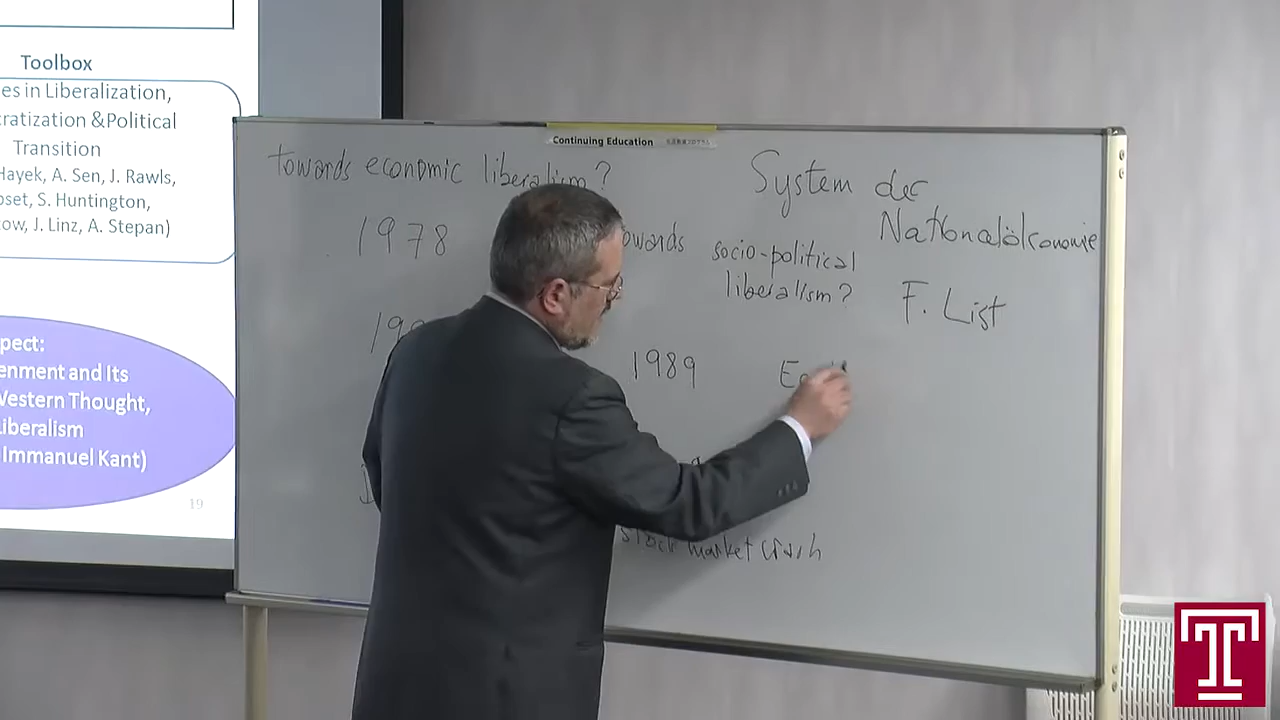 Toolbox
es in Liberalization,
ratization &Political
Transition
Hayek, A. Sen, J. Rawls,
pset, S. Huntington,
ow, J. Linz, A. Stepan)
pect:
enment and Its
Western Thought,
Liberalism
Immanuel Kant)
19
Continuing Education
towards economic liberalism?
1978
owards socio-political
liberalism?
1989
stock market crash
System der
Nationalökonomie
F. List
T